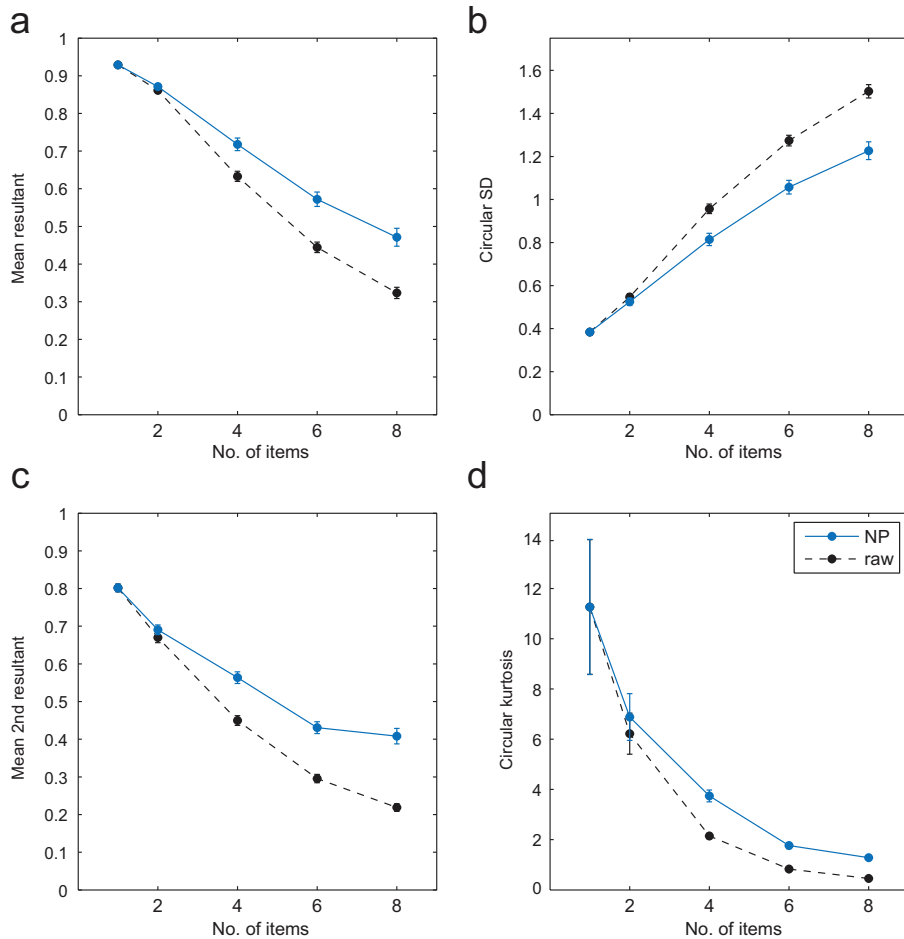 a
1
0.9
0.8
0.7
0.6
0.5
0.4
0.3
0.2
0.1
0
Mean resultant
2 4 6 8
No. of items
b
1.6
1.4
1.2
1
0.8
0.6
0.4
0.2
0
Circular SD
2 4 6 8
No. of items
c
1
0.9
0.8
0.7
0.6
0.5
0.4
0.3
0.2
0.1
0
Mean 2nd resultant
2 4 6 8
No. of items
d
14
12
10
8
6
4
2
0
Circular kurtosis
NP
raw
2 4 6 8
No. of items